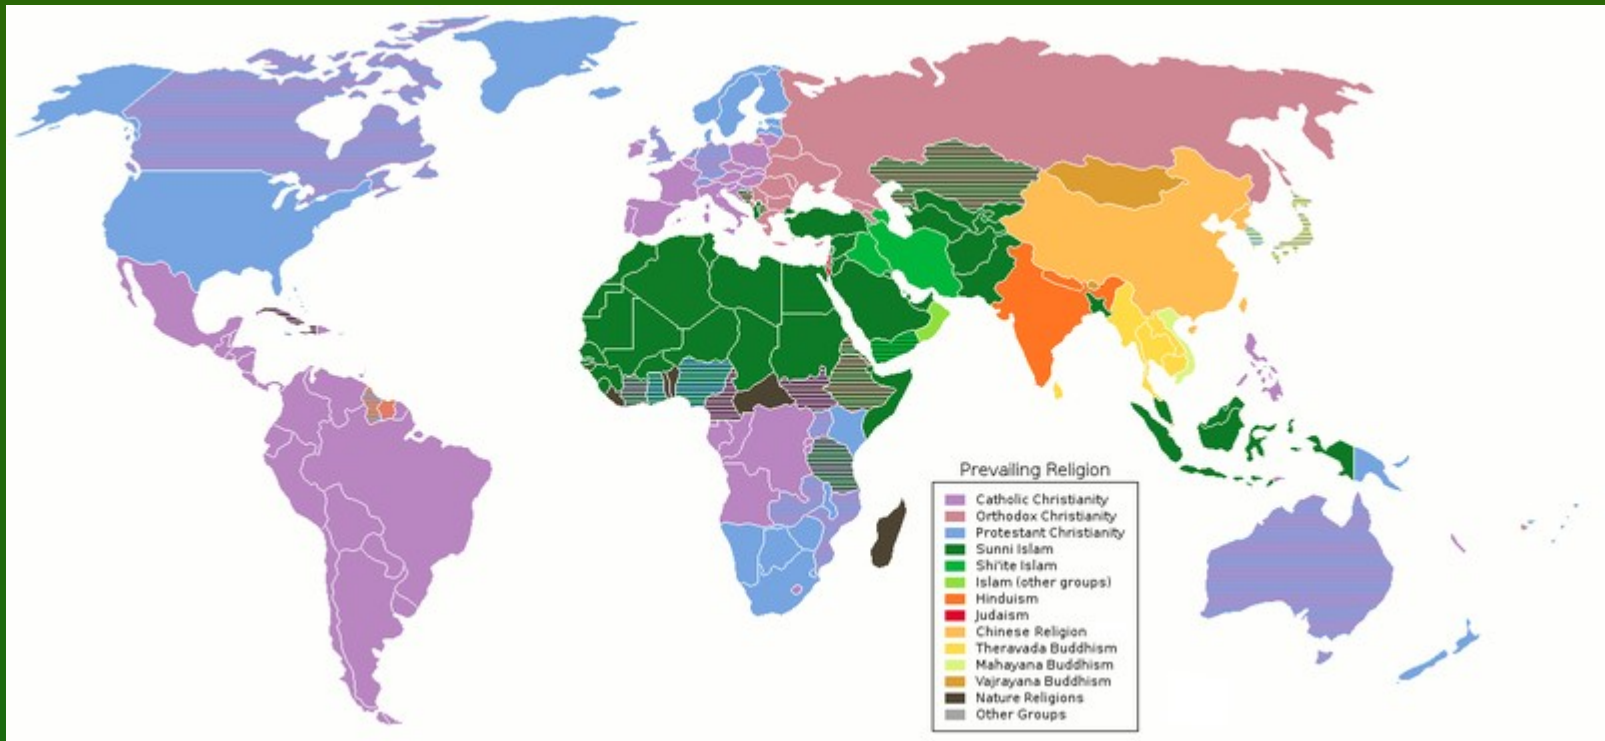 Prevailing Religion
Catholic Christianity
Orthodox Christianity
Protestant Christianity
Sunni Islam
Shi'ite Islam
Islam (other groups)
Hinduism
Judaism
Chinese Religion
Theravada Buddhism
Mahayana Buddhism
Vajrayana Buddhism
Nature Religions
Other Groups